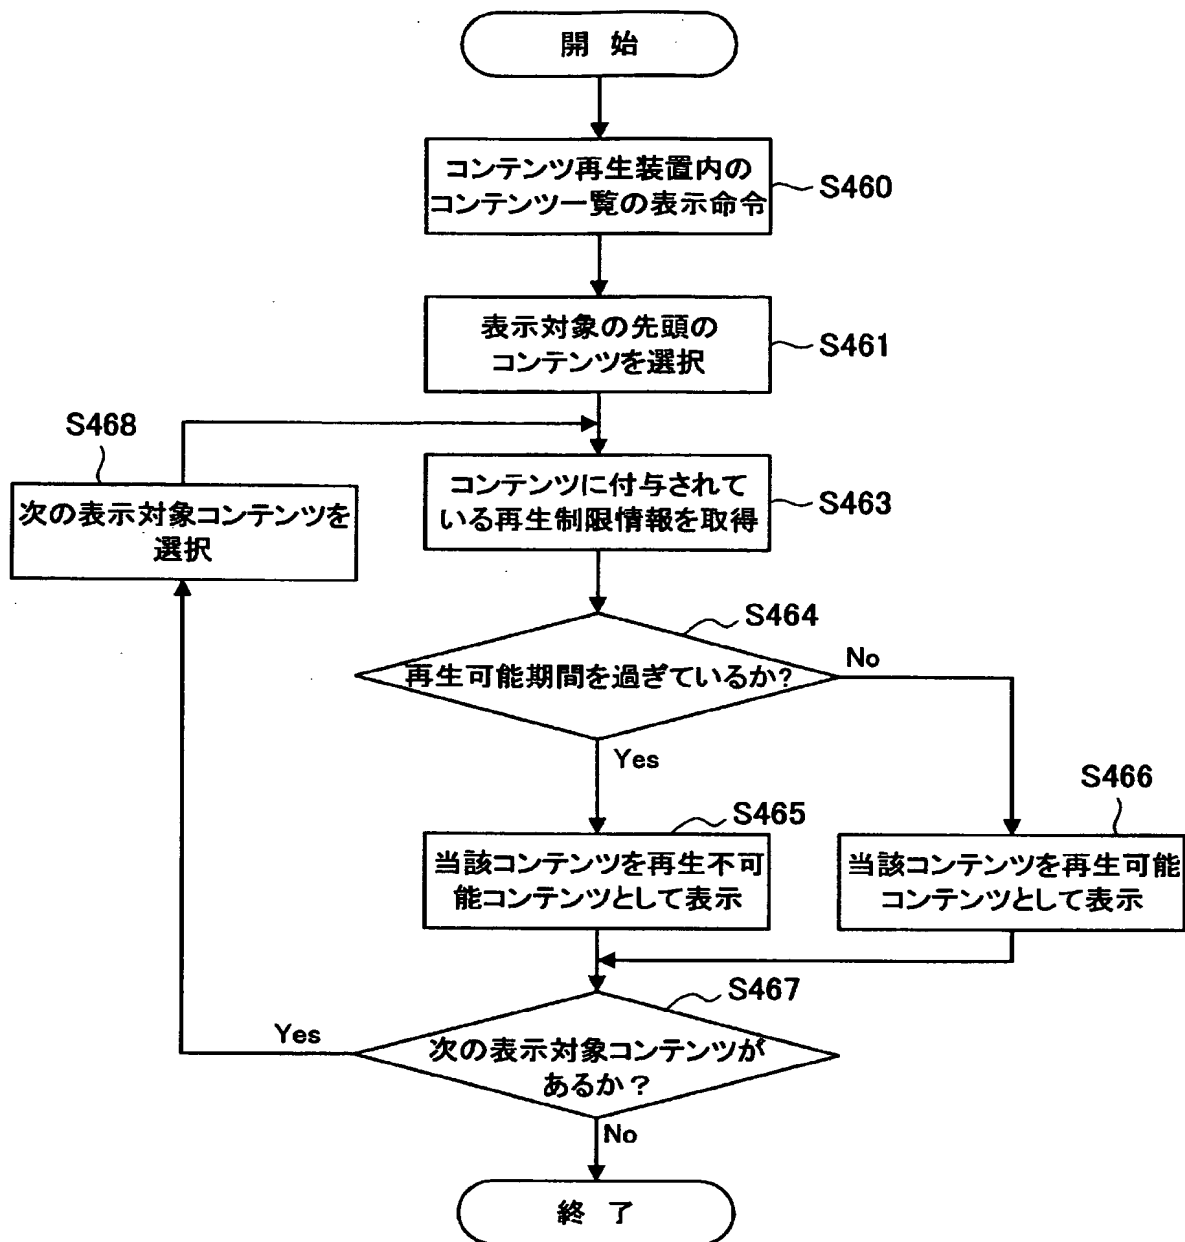 開始
コンテンツ再生装置内の
コンテンツ一覧の表示命令
S460
表示対象の先頭の
コンテンツを選択
S461
S468
次の表示対象コンテンツを
選択
コンテンツに付与されて
いる再生制限情報を取得
S463
S464
再生可能期間を過ぎているか?
No
Yes
S465
当該コンテンツを再生不可
能コンテンツとして表示
S466
当該コンテンツを再生可能
コンテンツとして表示
S467
Yes
次の表示対象コンテンツが
あるか？
No
終了